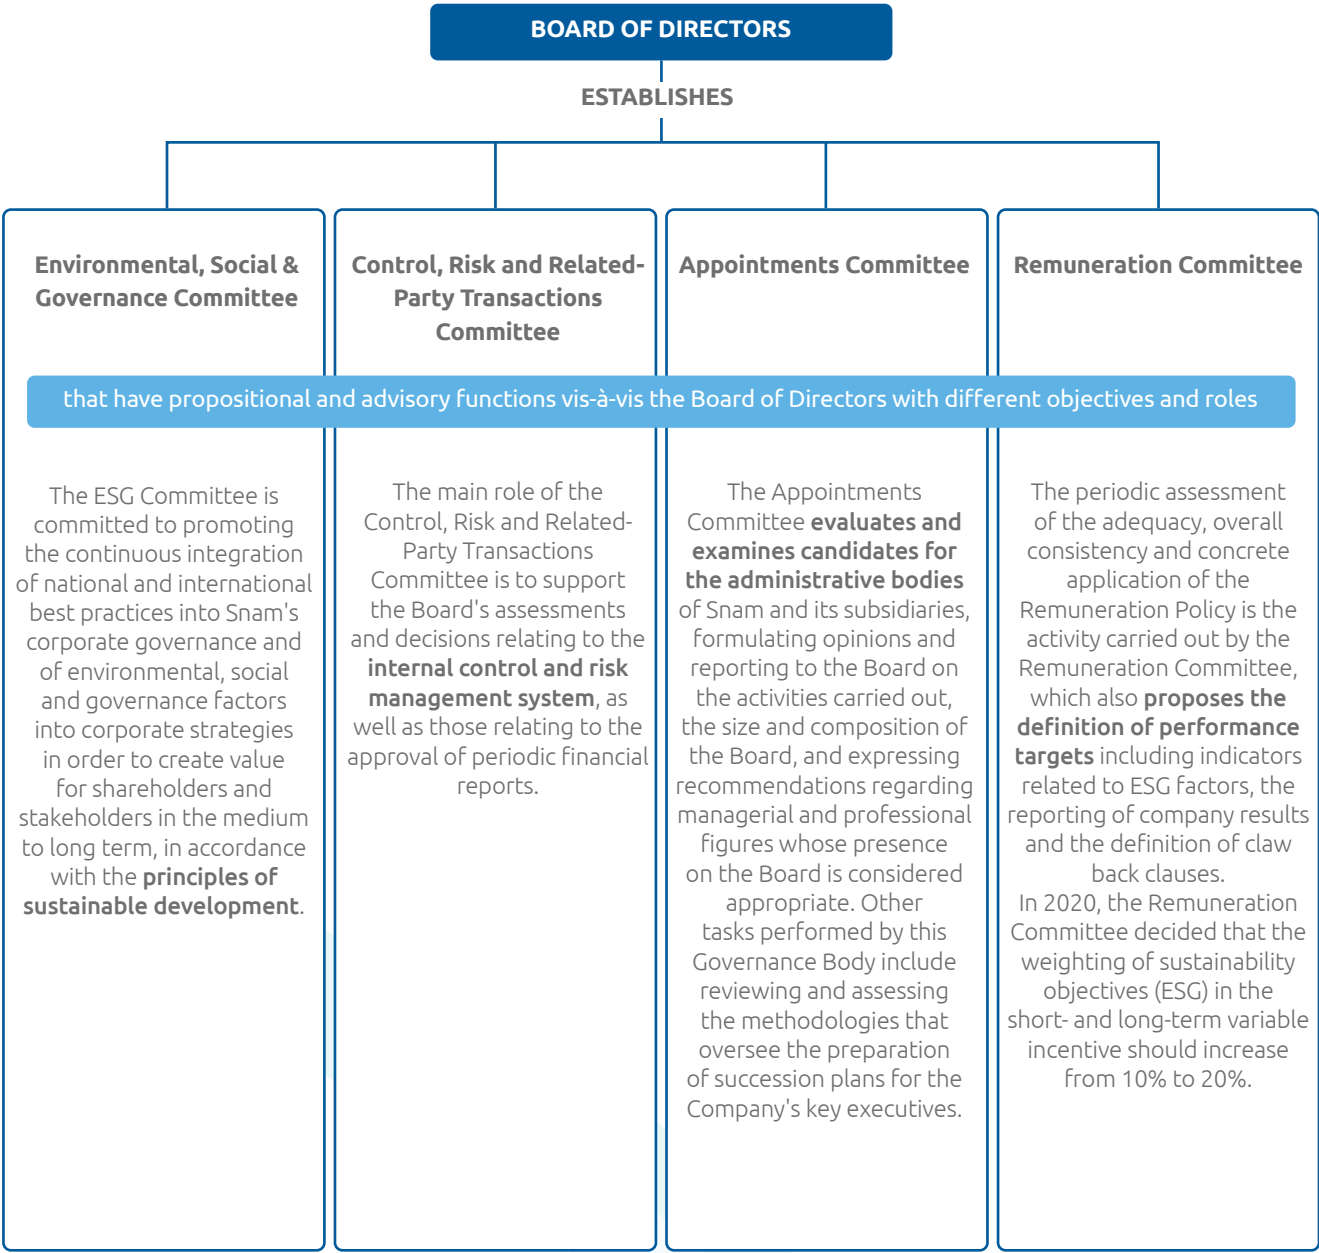 BOARD OF DIRECTORS
ESTABLISHES
Environmental, Social &
Governance Committee
Control, Risk and Related-
Party Transactions
Committee
Appointments Committee
Remuneration Committee
that have propositional and advisory functions vis-à-vis the Board of Directors with different objectives and roles
The ESG Committee is
committed to promoting
the continuous integration
of national and international
best practices into Snam's
corporate governance and
of environmental, social
and governance factors
into corporate strategies
in order to create value
for shareholders and
stakeholders in the medium
to long term, in accordance
with the principles of
sustainable development.
The main role of the
Control, Risk and Related-
Party Transactions
Committee is to support
the Board's assessments
and decisions relating to the
internal control and risk
management system, as
well as those relating to the
approval of periodic financial
reports.
The Appointments
Committee evaluates and
examines candidates for
the administrative bodies
of Snam and its subsidiaries,
formulating opinions and
reporting to the Board on
the activities carried out,
the size and composition of
the Board, and expressing
recommendations regarding
managerial and professional
figures whose presence
on the Board is considered
appropriate. Other
tasks performed by this
Governance Body include
reviewing and assessing
the methodologies that
oversee the preparation
of succession plans for the
Company's key executives.
The periodic assessment
of the adequacy, overall
consistency and concrete
application of the
Remuneration Policy is the
activity carried out by the
Remuneration Committee,
which also proposes the
definition of performance
targets including indicators
related to ESG factors, the
reporting of company results
and the definition of claw
back clauses.
In 2020, the Remuneration
Committee decided that the
weighting of sustainability
objectives (ESG) in the
short- and long-term variable
incentive should increase
from 10% to 20%.